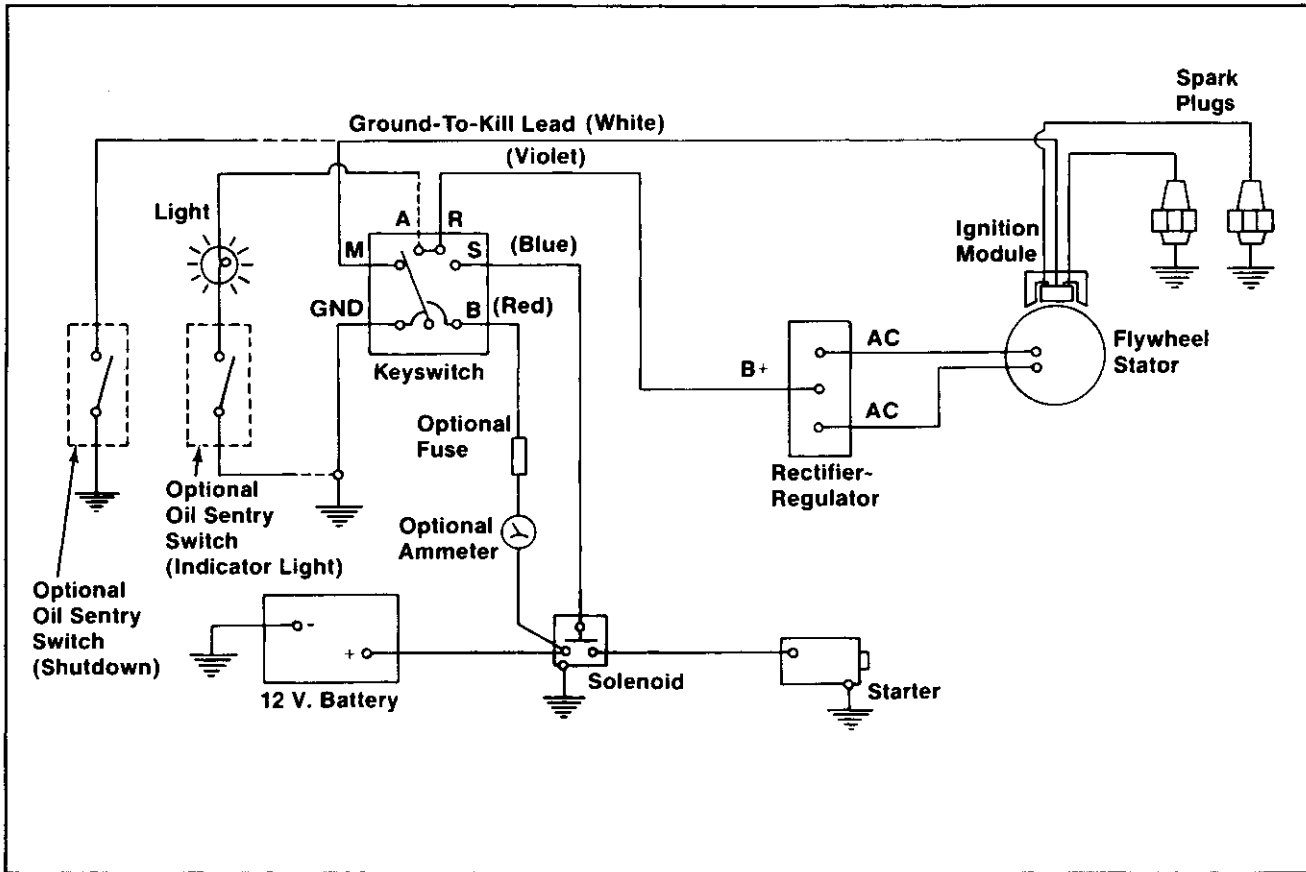 Spark
Plugs
Ground-To-Kill Lead (White)
(Violet)
Light
A
R
M
S
(Blue)
Ignition
Module
GND
B
(Red)
Keyswitch
AC
B+
AC
Flywheel
Stator
Optional
Fuse
Rectifier-
Regulator
Optional
Oil Sentry
Switch
(Indicator Light)
Optional
Ammeter
Optional
Oil Sentry
Switch
(Shutdown)
-
+
12 V. Battery
Solenoid
Starter